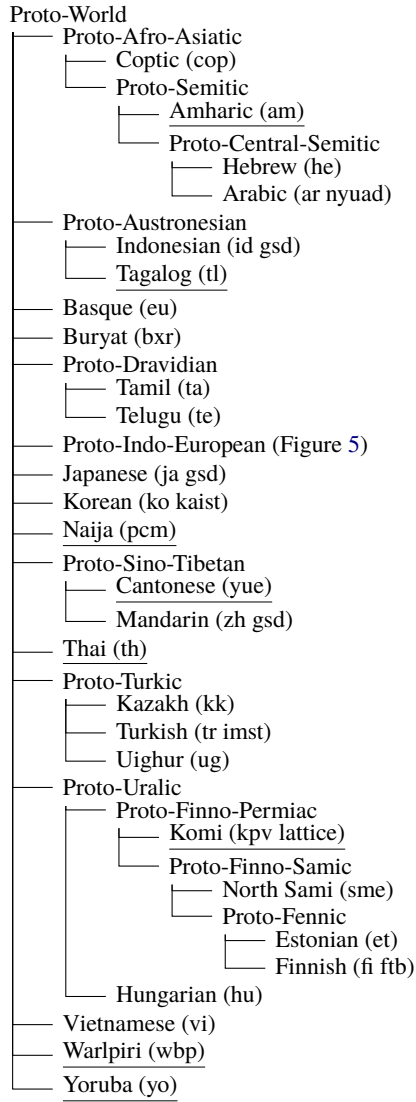 Proto-World
Proto-Afro-Asiatic
Coptic (cop)
Proto-Semitic
Amharic (am)
Proto-Central-Semitic
Hebrew (he)
Arabic (ar nyuad)
Proto-Austronesian
Indonesian (id gsd)
Tagalog (tl)
Basque (eu)
Buryat (bxr)
Proto-Dravidian
Tamil (ta)
Telugu (te)
Proto-Indo-European (Figure 5)
Japanese (ja gsd)
Korean (ko kaist)
Naija (pcm)
Proto-Sino-Tibetan
Cantonese (yue)
Mandarin (zh gsd)
Thai (th)
Proto-Turkic
Kazakh (kk)
Turkish (tr imst)
Uighur (ug)
Proto-Uralic
Proto-Finno-Permiac
Komi (kpv lattice)
Proto-Finno-Samic
North Sami (sme)
Proto-Fennic
Estonian (et)
Finnish (fi ftb)
Hungarian (hu)
Vietnamese (vi)
Warlpiri (wbp)
Yoruba (yo)